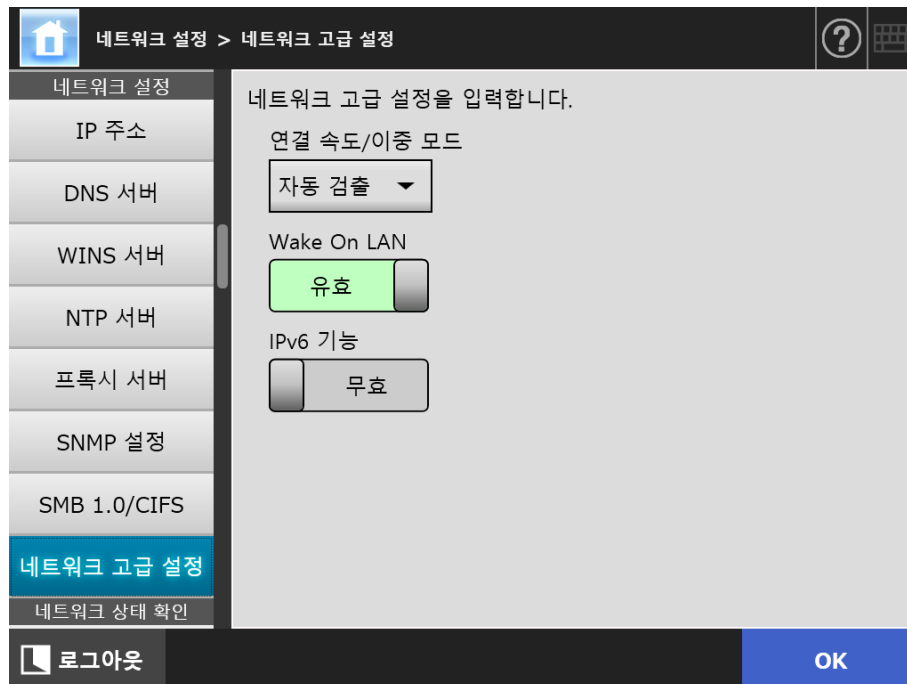 네트워크 설정 > 네트워크 고급 설정
?
네트워크 설정
IP 주소
DNS 서버
WINS 서버
NTP 서버
프록시 서버
SNMP 설정
SMB 1.0/CIFS
네트워크 고급 설정
네트워크 상태 확인
네트워크 고급 설정을 입력합니다.
연결 속도/이중 모드
자동 검출
Wake On LAN
유효
IPv6 기능
무효
로그아웃
OK